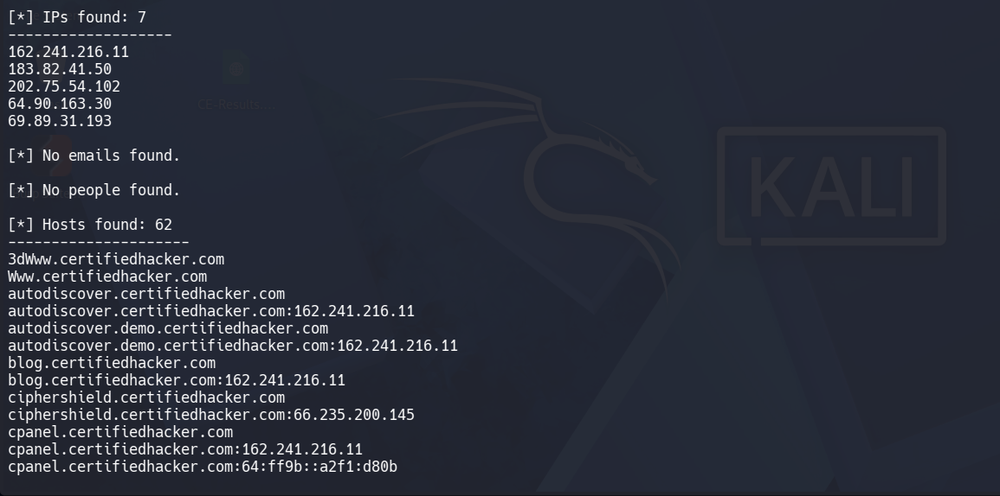 [*] IPs found: 7
-------------------
162.241.216.11
183.82.41.50
202.75.54.102
64.90.163.30
69.89.31.193
[*] No emails found.
[*] No people found.
[*] Hosts found: 62
---------------------
3dWww.certifiedhacker.com
Www.certifiedhacker.com
autodiscover.certifiedhacker.com
autodiscover.certifiedhacker.com:162.241.216.11
autodiscover.demo.certifiedhacker.com
autodiscover.demo.certifiedhacker.com:162.241.216.11
blog.certifiedhacker.com
blog.certifiedhacker.com:162.241.216.11
ciphershield.certifiedhacker.com
ciphershield.certifiedhacker.com:66.235.200.145
cpanel.certifiedhacker.com
cpanel.certifiedhacker.com:162.241.216.11
cpanel.certifiedhacker.com:64:ff9b::a2f1:d80b
CE-Results...
KALI